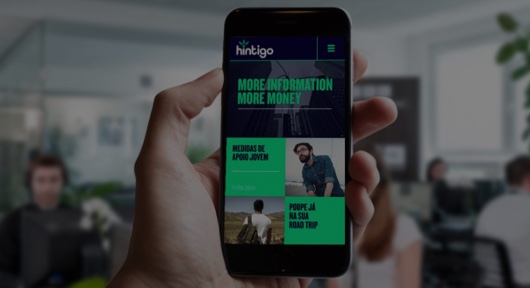 hintigo
MORE INFORMATION
MORE MONEY
MEDIDAS DE
APOIO JOVEM
POUPE JÁ
NA SUA
ROAD TRIP